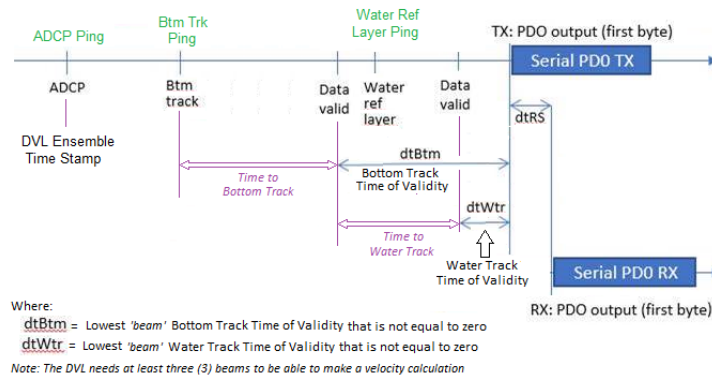 ADCP Ping
Btm Trk
Ping
Water Ref
Layer Ping
TX: PDO output (first byte)
Serial PD0 TX
ADCP
Btm
track
Data
valid
Water
ref
layer
Data
valid
dtRS
DVL Ensemble
Time Stamp
dtBtm
Time to
Bottom Track
Bottom Track
Time of Validity
dtWtr
Time to
Water Track
Water Track
Time of Validity
Serial PD0 RX
RX: PDO output (first byte)
Where:
dtBtm = Lowest 'beam' Bottom Track Time of Validity that is not equal to zero
dtWtr = Lowest 'beam' Water Track Time of Validity that is not equal to zero
Note: The DVL needs at least three (3) beams to be able to make a velocity calculation